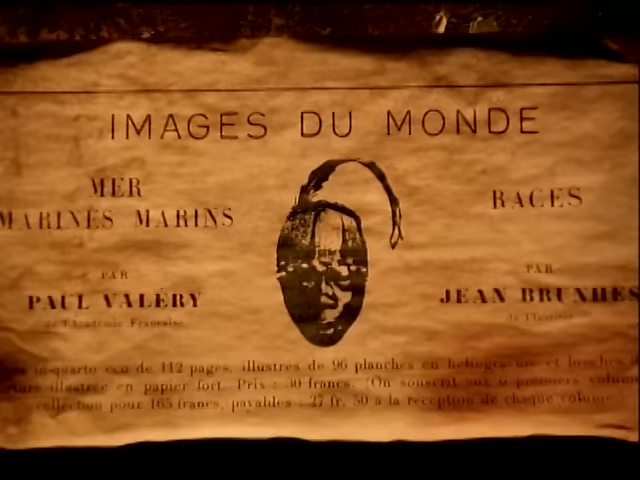 IMAGES DU MONDE
MER
MARINES MARINS
PAR
PAUL VALÉRY
de l'Académie Française
RACES
PAR
JEAN BRUNHES
de l'Institut
in-quarto écu de 112 pages, illustrés de 96 planches en héliogravure et
illustrée en papier fort. Prix : 30 francs. (On souscrit aux 6 premiers
collection pour 165 francs, payables : 27 fr. 50 à la réception de chaque volume.)